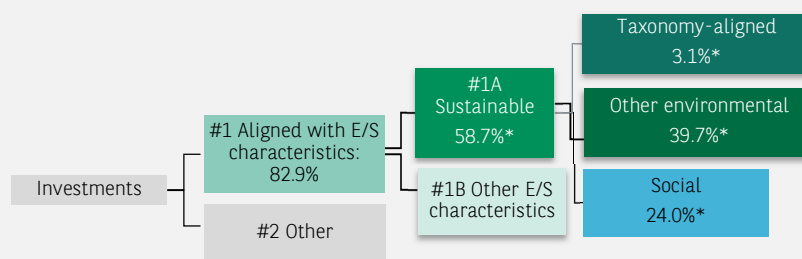 Investments
#1 Aligned with E/S
characteristics:
82.9%
#2 Other
#1A
Sustainable
58.7%*
#1B Other E/S
characteristics
Taxonomy-aligned
3.1%*
Other environmental
39.7%*
Social
24.0%*